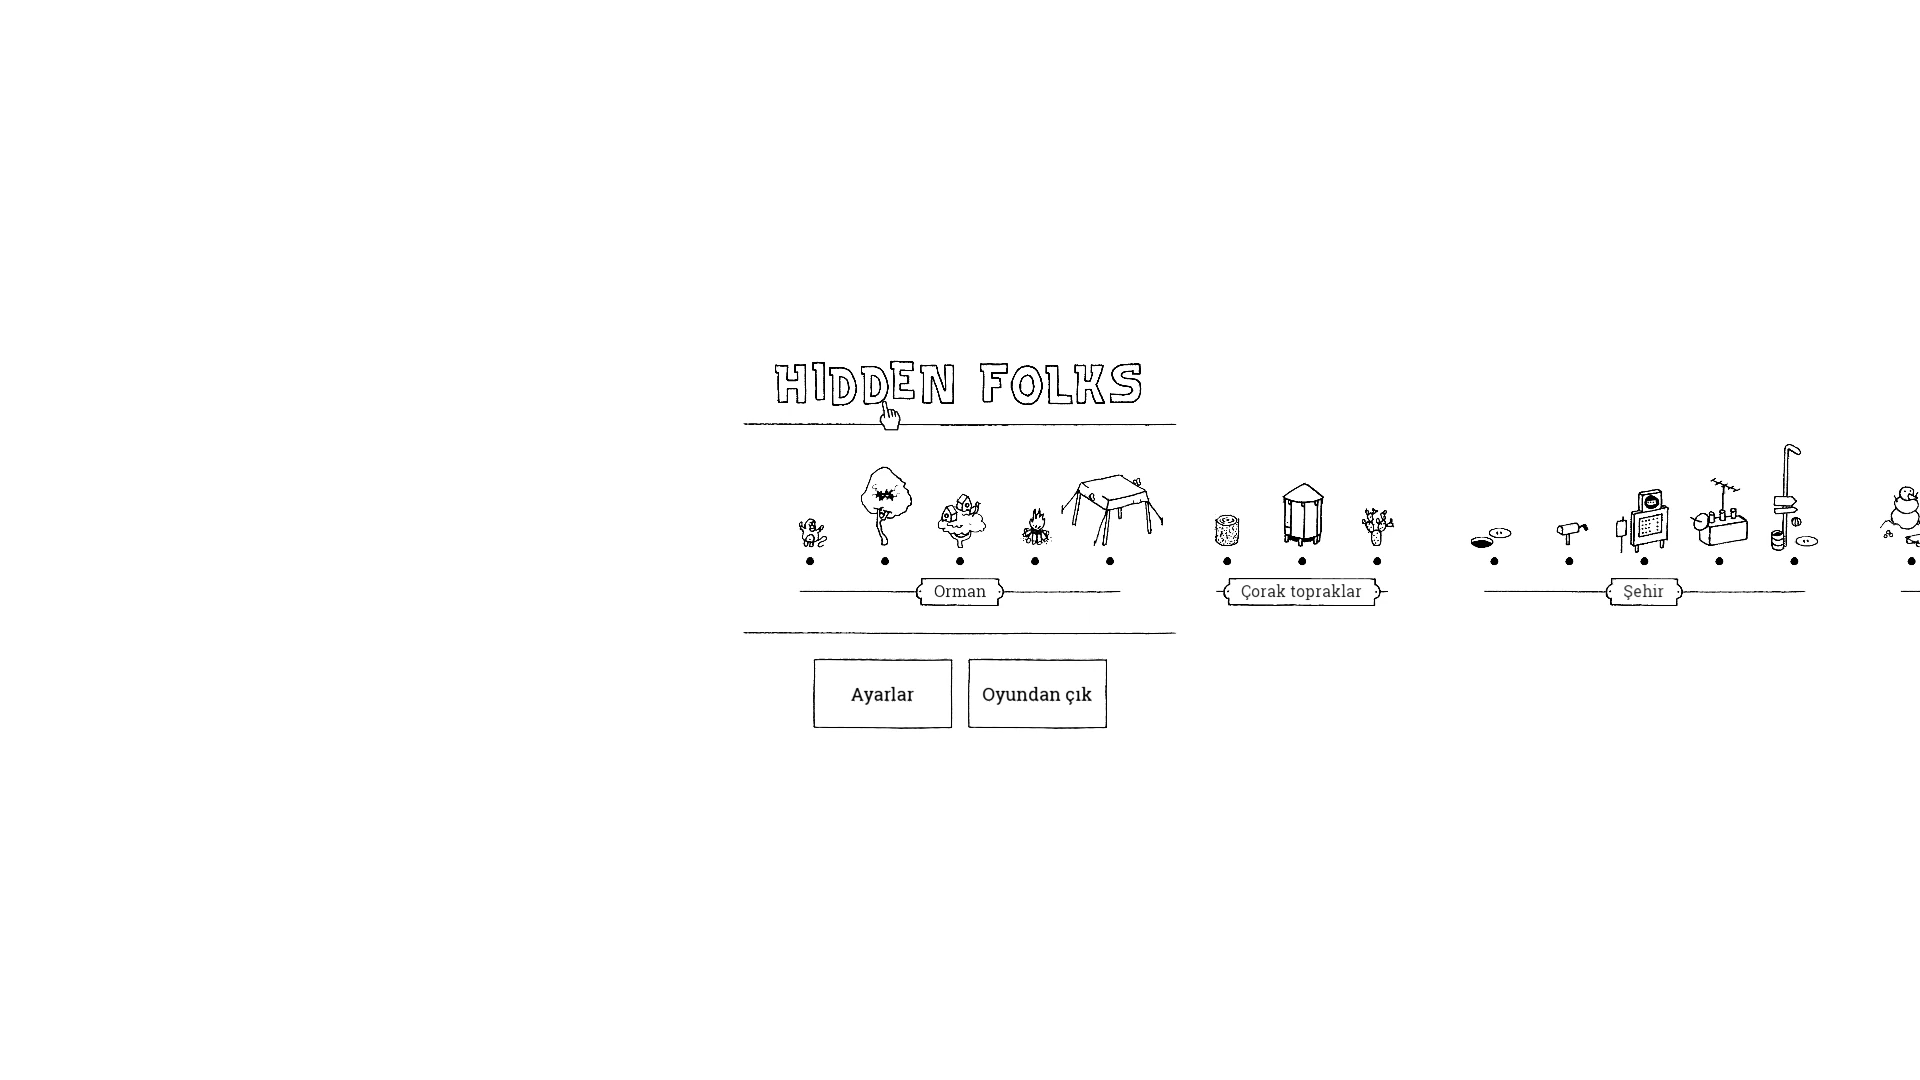 HIDDEN FOLKS
Orman
Çorak topraklar
Şehir
Ayarlar
Oyundan çık